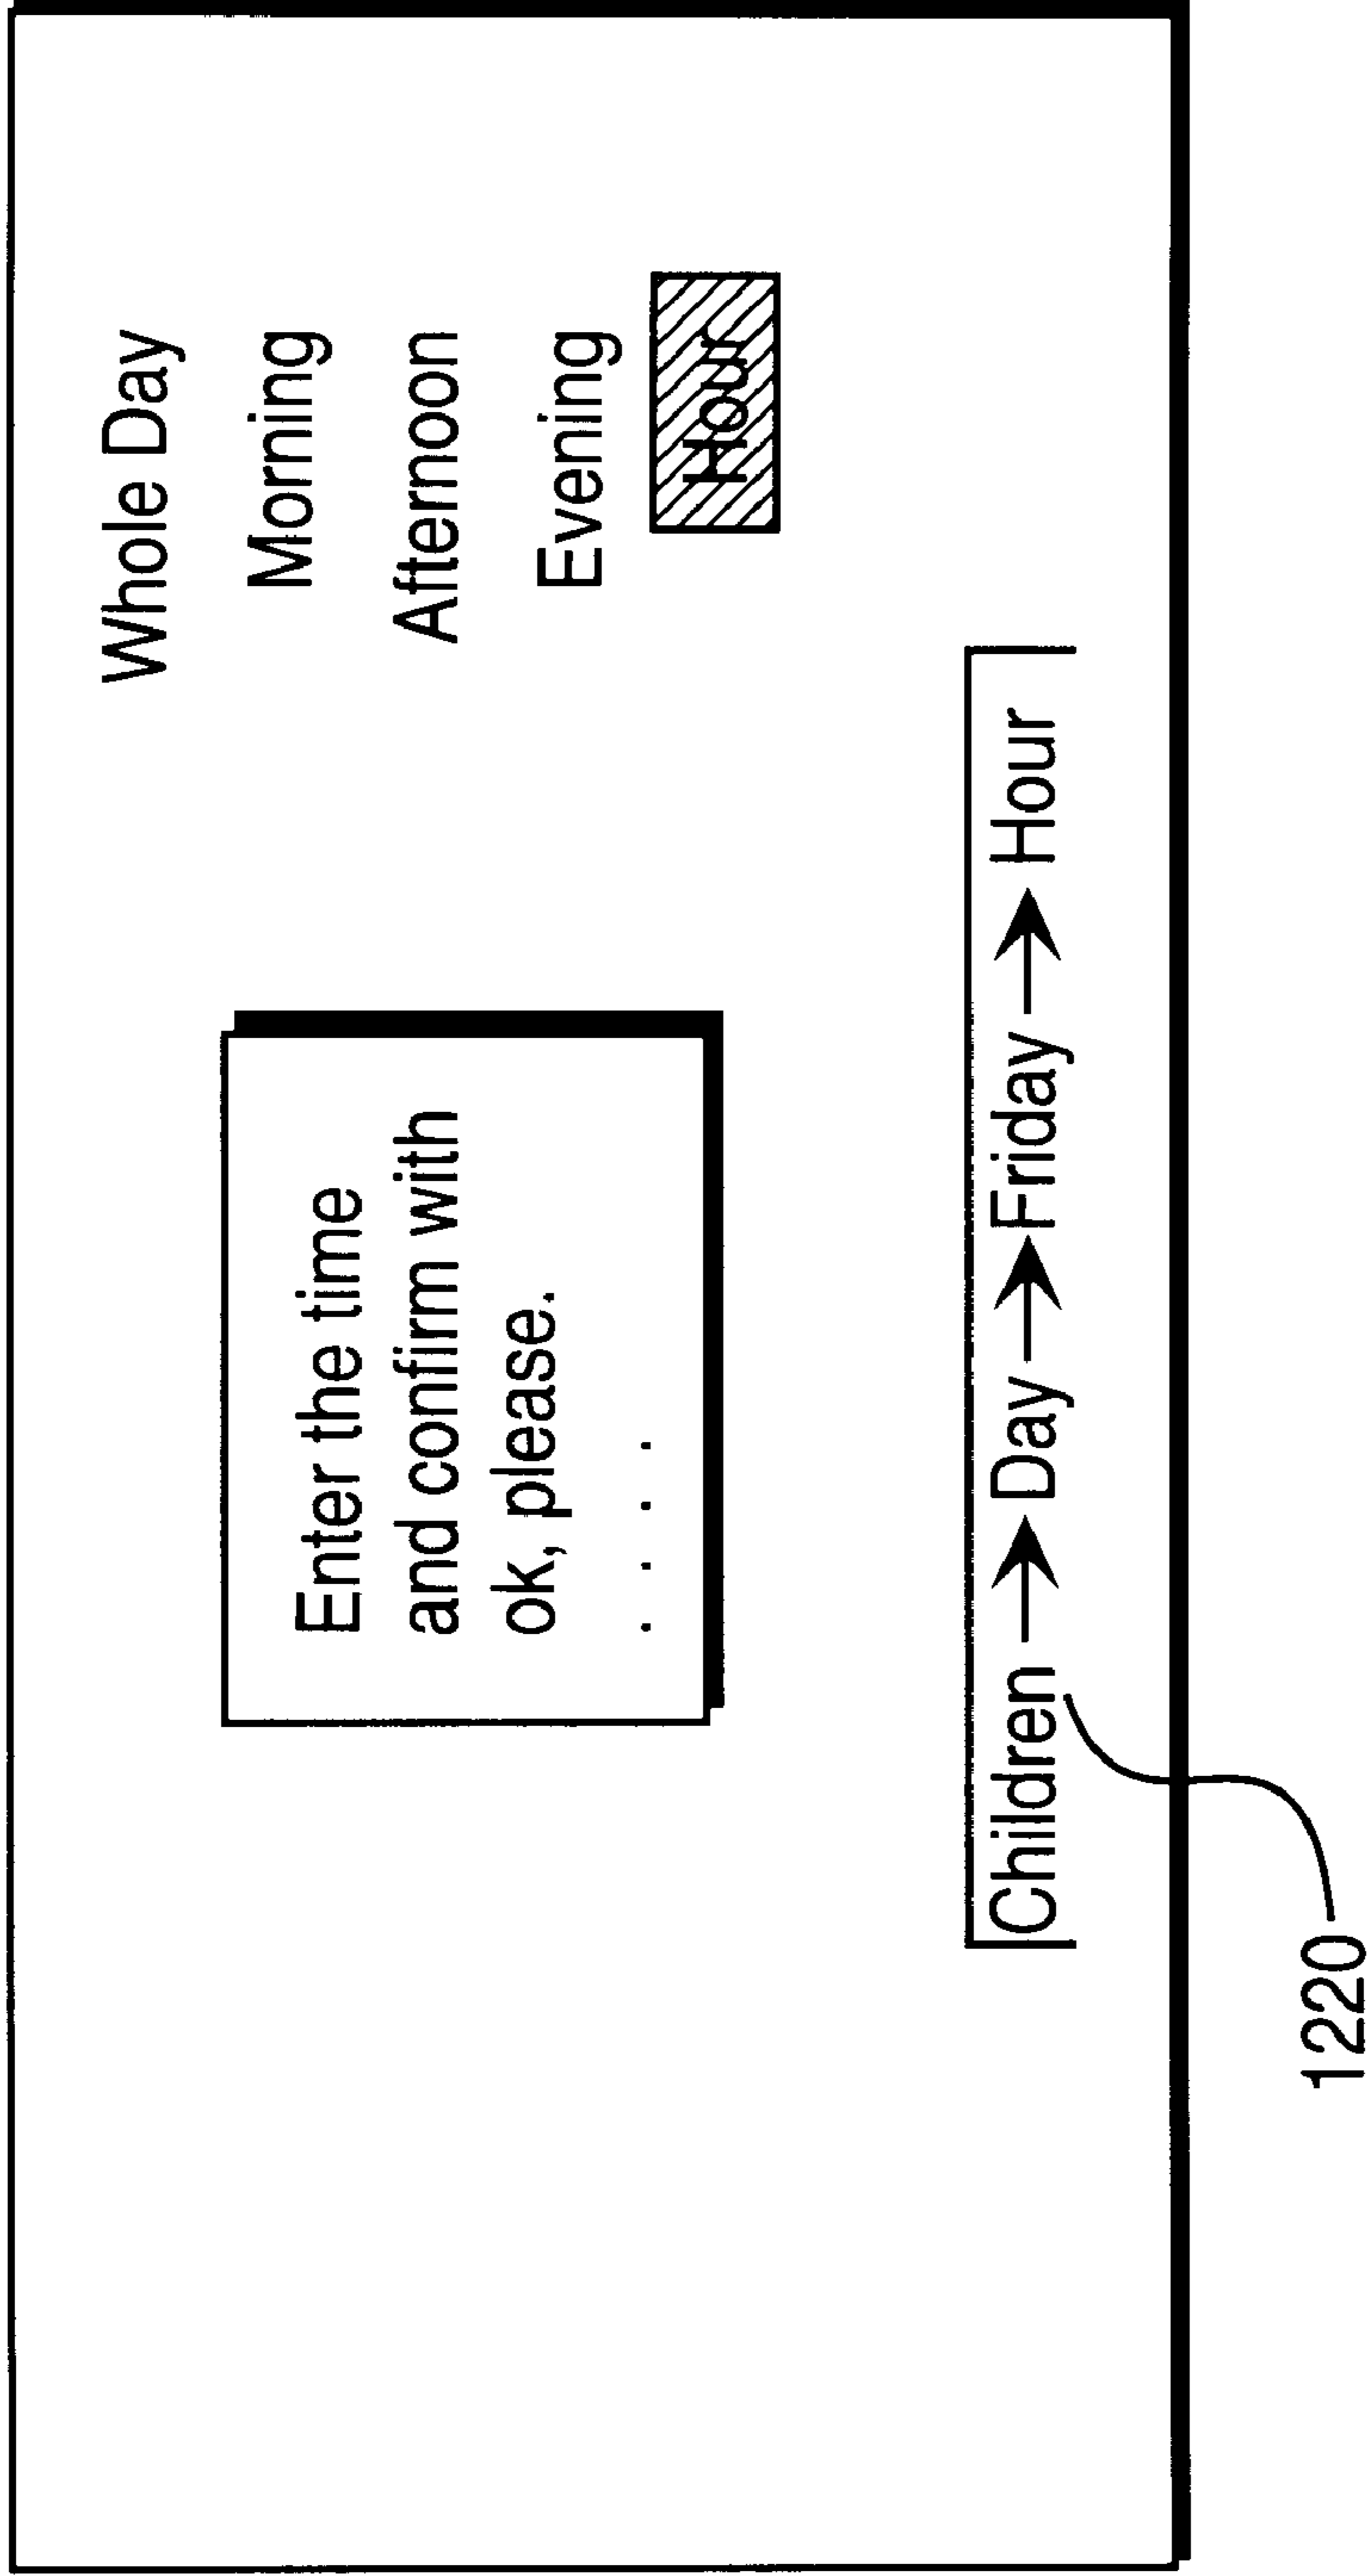 Whole Day
Morning
Afternoon
Evening
Hour
Enter the time
and confirm with
ok, please.
. . . .
Children → Day → Friday → Hour
1220